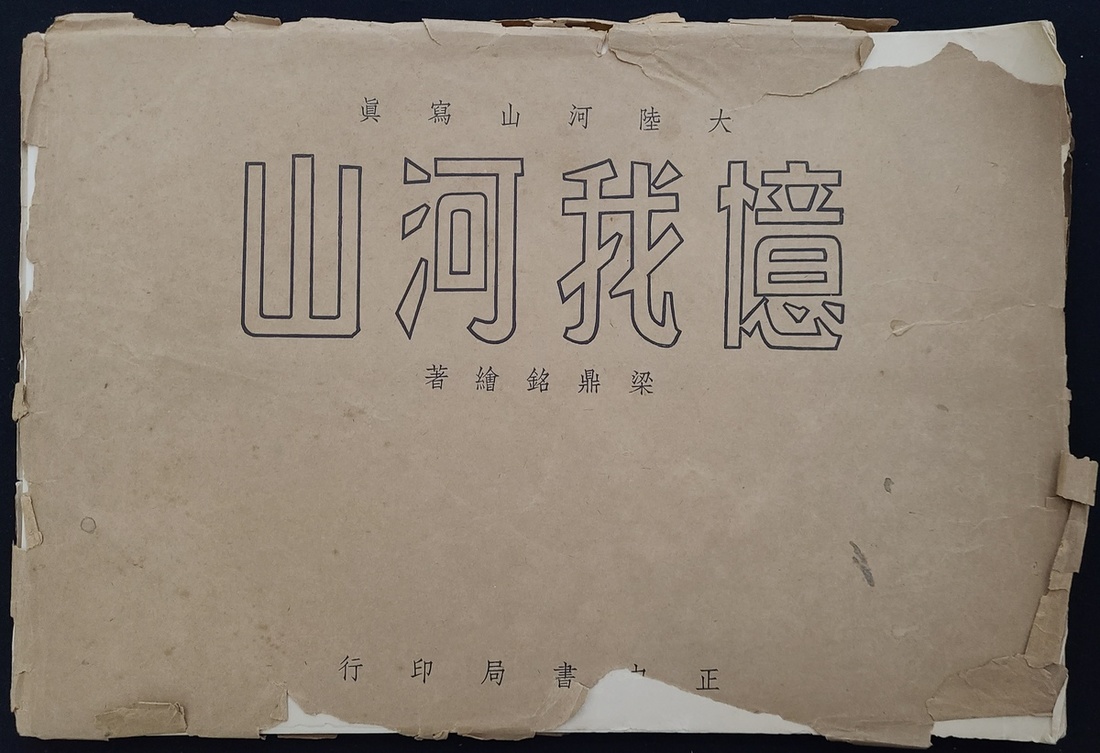 大陸河山寫眞
憶我河山
梁鼎銘繪著
正書局印行